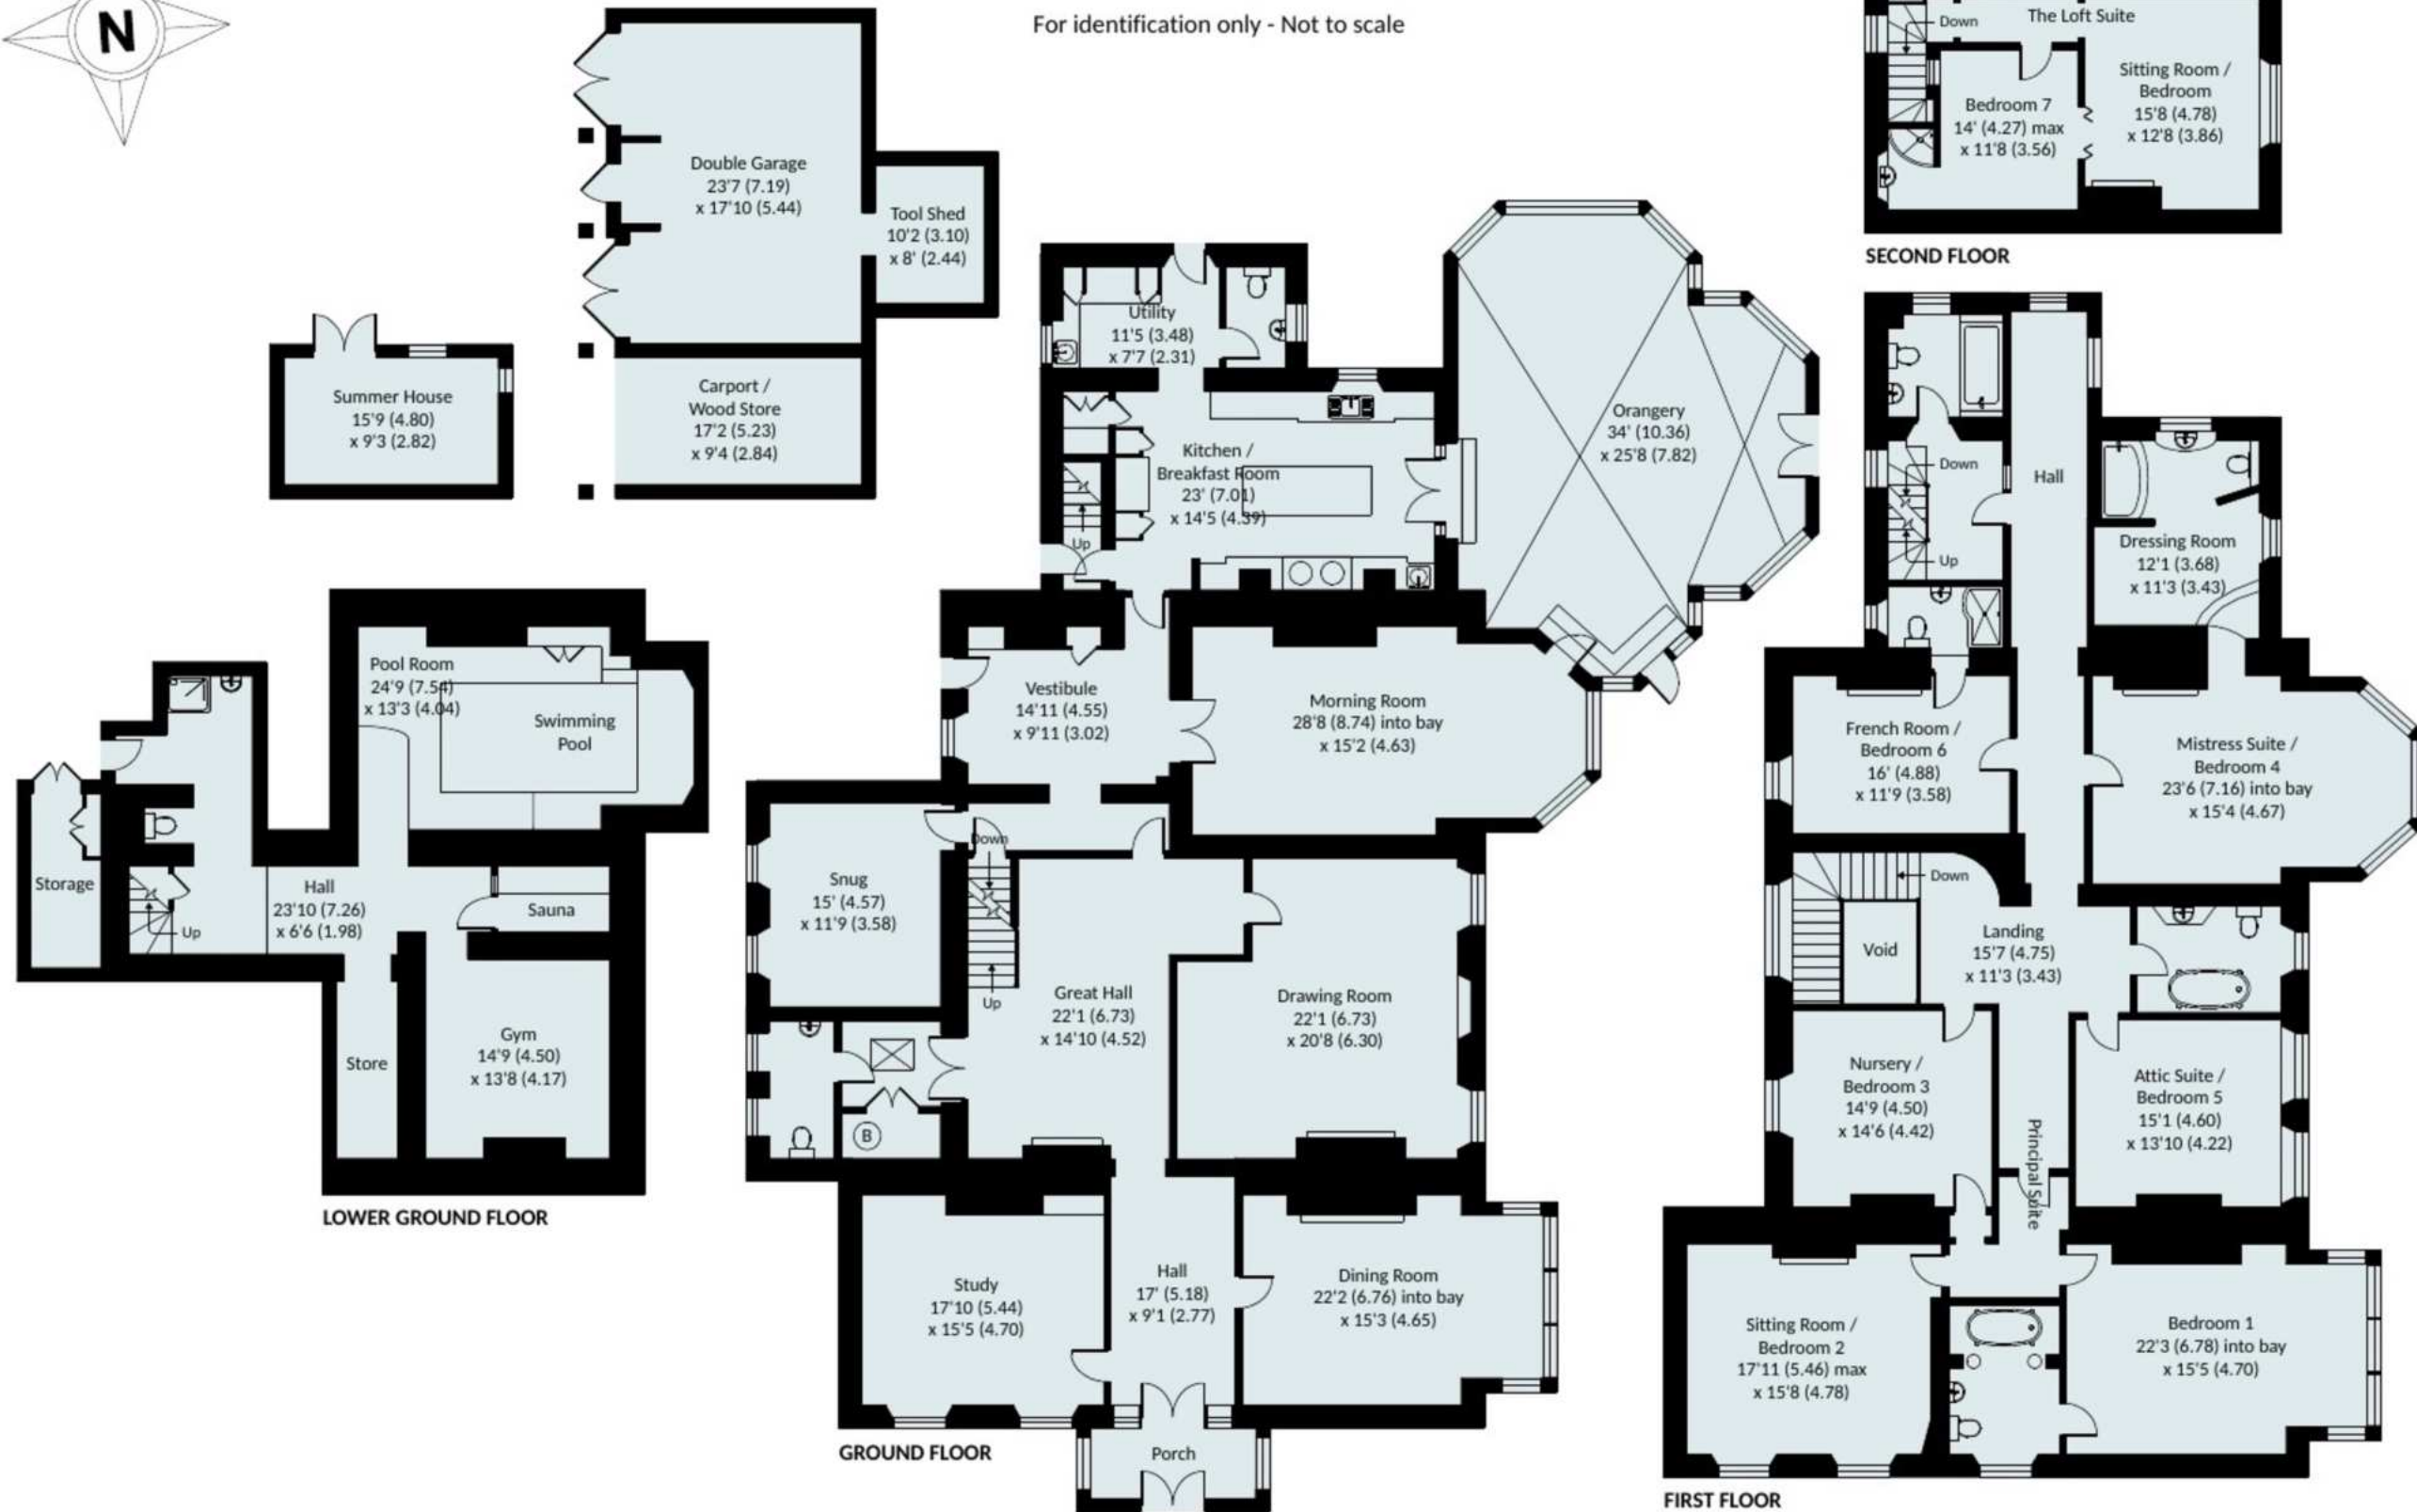 N
For identification only - Not to scale
Double Garage
23'7 (7.19)
x 17'10 (5.44)
Tool Shed
10'2 (3.10)
x 8' (2.44)
Summer House
15'9 (4.80)
x 9'3 (2.82)
Carport /
Wood Store
17'2 (5.23)
x 9'4 (2.84)
Down
The Loft Suite
Bedroom 7
14' (4.27) max
x 11'8 (3.56)
Sitting Room /
Bedroom
15'8 (4.78)
x 12'8 (3.86)
SECOND FLOOR
Pool Room
24'9 (7.54)
x 13'3 (4.04)
Swimming
Pool
Storage
Hall
23'10 (7.26)
x 6'6 (1.98)
Up
Sauna
Store
Gym
14'9 (4.50)
x 13'8 (4.17)
LOWER GROUND FLOOR
Utility
11'5 (3.48)
x 7'7 (2.31)
Kitchen /
Breakfast Room
23' (7.01)
x 14'5 (4.39)
Up
Orangery
34' (10.36)
x 25'8 (7.82)
Vestibule
14'11 (4.55)
x 9'11 (3.02)
Morning Room
28'8 (8.74) into bay
x 15'2 (4.63)
Snug
15' (4.57)
x 11'9 (3.58)
Down
Up
Great Hall
22'1 (6.73)
x 14'10 (4.52)
Drawing Room
22'1 (6.73)
x 20'8 (6.30)
B
Study
17'10 (5.44)
x 15'5 (4.70)
Hall
17' (5.18)
x 9'1 (2.77)
Dining Room
22'2 (6.76) into bay
x 15'3 (4.65)
Porch
GROUND FLOOR
Down
Up
Hall
Dressing Room
12'1 (3.68)
x 11'3 (3.43)
French Room /
Bedroom 6
16' (4.88)
x 11'9 (3.58)
Mistress Suite /
Bedroom 4
23'6 (7.16) into bay
x 15'4 (4.67)
Down
Void
Landing
15'7 (4.75)
x 11'3 (3.43)
Nursery /
Bedroom 3
14'9 (4.50)
x 14'6 (4.42)
Principal Suite
Attic Suite /
Bedroom 5
15'1 (4.60)
x 13'10 (4.22)
Sitting Room /
Bedroom 2
17'11 (5.46) max
x 15'8 (4.78)
Bedroom 1
22'3 (6.78) into bay
x 15'5 (4.70)
FIRST FLOOR